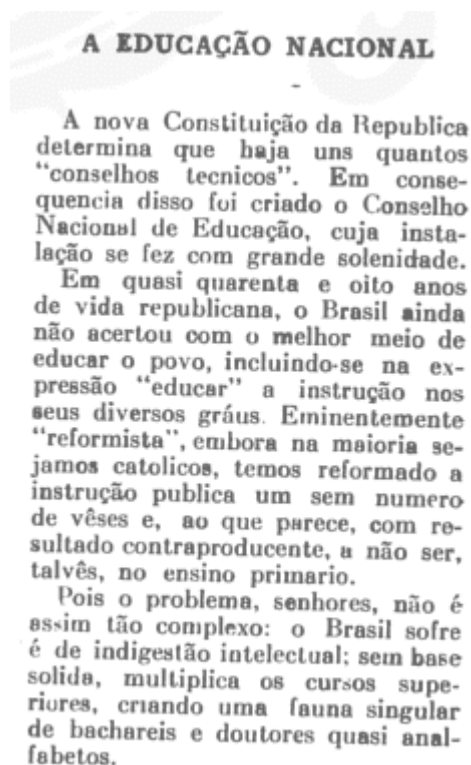 A EDUCAÇÃO NACIONAL
-
A nova Constituição da Republica
determina que haja uns quantos
"conselhos tecnicos". Em conse-
quencia disso foi criado o Conselho
Nacional de Educação, cuja insta-
lação se fez com grande solenidade.
Em quasi quarenta e oito anos
de vida republicana, o Brasil ainda
não acertou com o melhor meio de
educar o povo, incluindo-se na ex-
pressão "educar" a instrução nos
seus diversos gráus. Eminentemente
"reformista", embora na maioria se-
jamos catolicos, temos reformado a
instrução publica um sem numero
de vêses e, ao que parece, com re-
sultado contraproducente, a não ser,
talvês, no ensino primario.
Pois o problema, senhores, não é
assim tão complexo: o Brasil sofre
é de indigestão intelectual; sem base
solida, multiplica os cursos supe-
riores, criando uma fauna singular
de bachareis e doutores quasi anal-
fabetos.